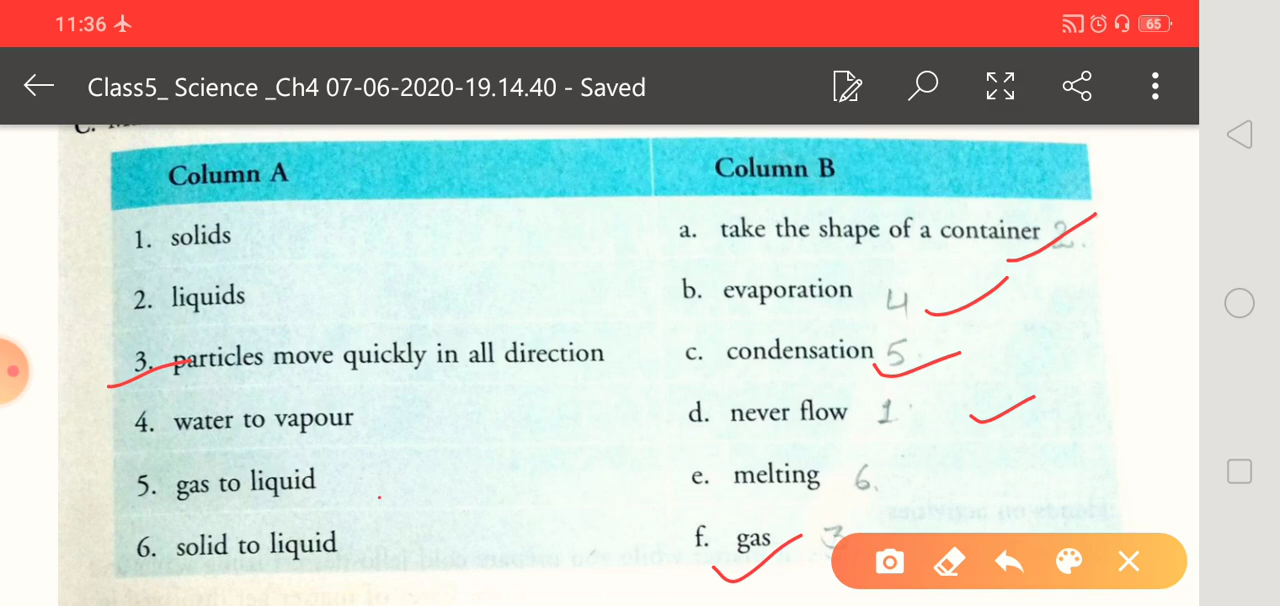 11:36
65
Class5_ Science _Ch4 07-06-2020-19.14.40 - Saved
C.
Column A Column B
1. solids a. take the shape of a container 2.
2. liquids b. evaporation 4
3. particles move quickly in all direction c. condensation 5.
4. water to vapour d. never flow 1
5. gas to liquid e. melting 6.
6. solid to liquid f. gas 3